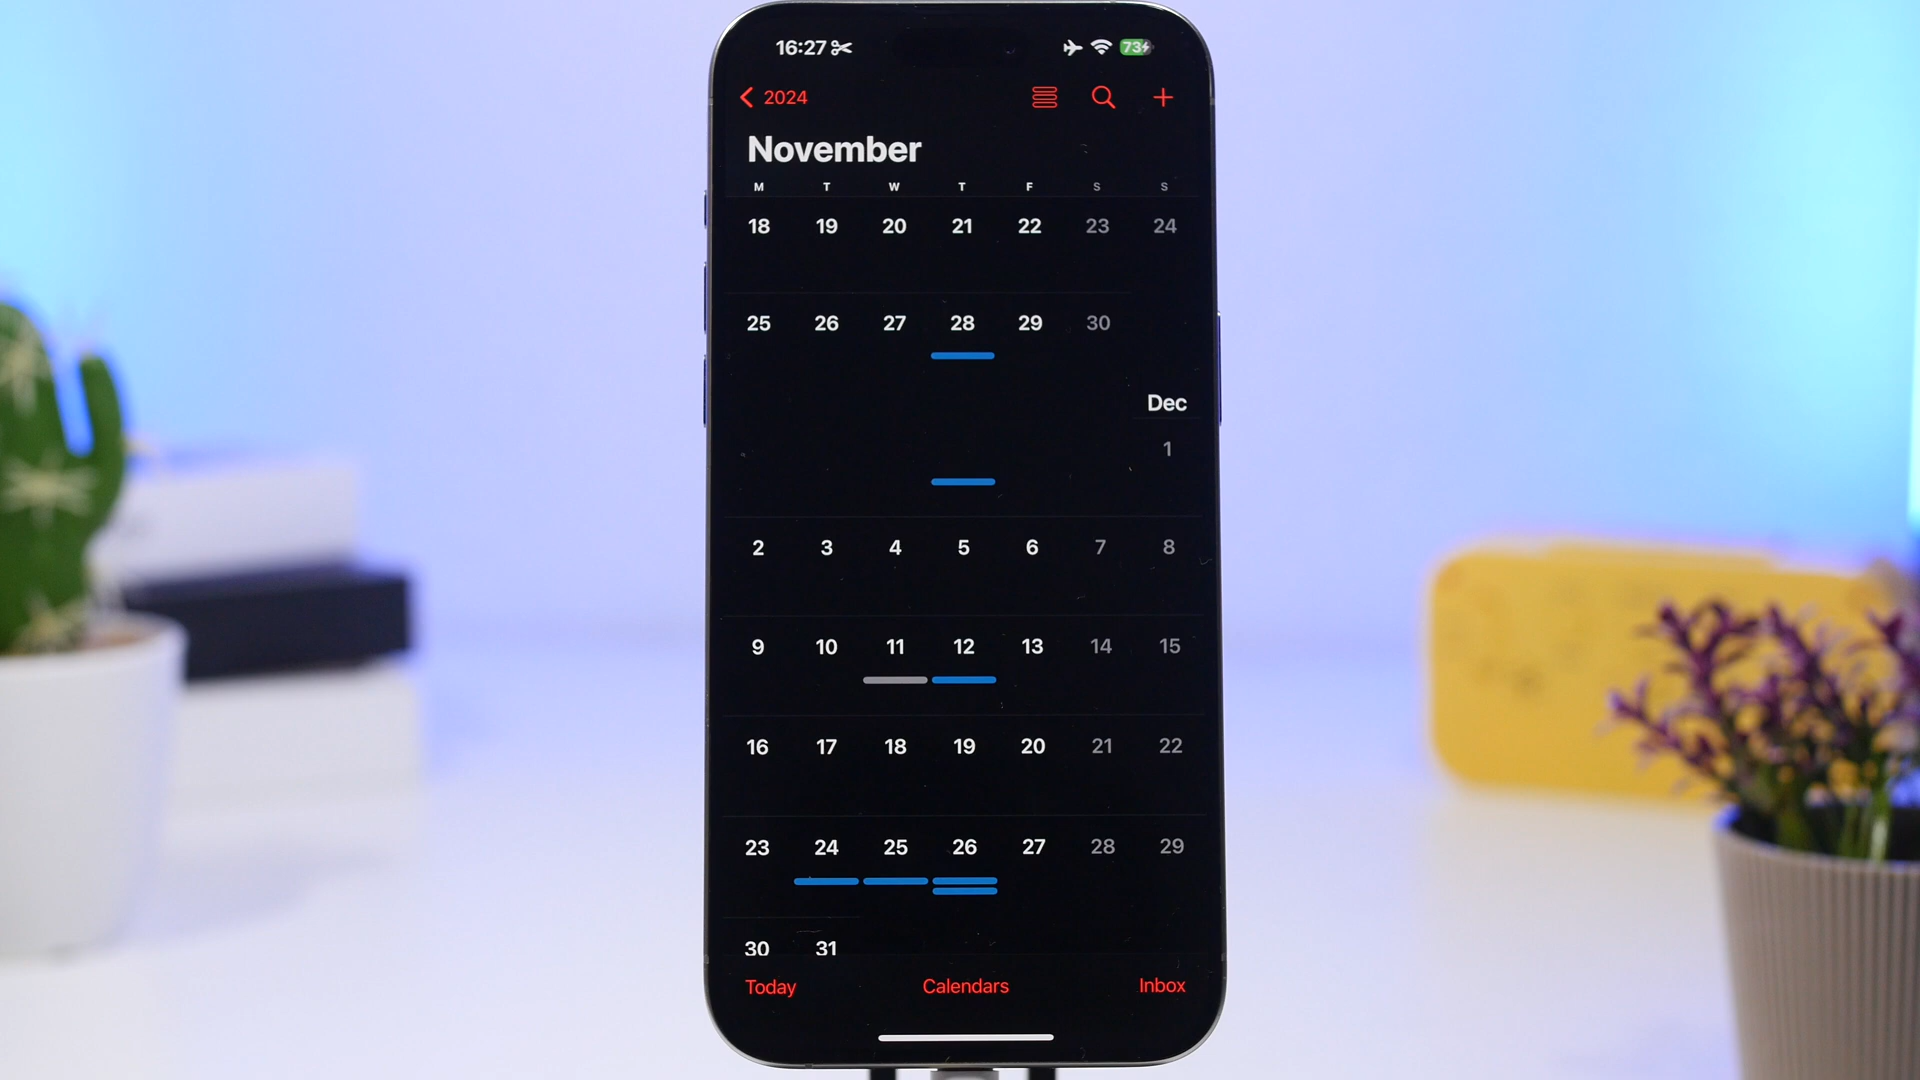 16:27
73
2024
November
M T W T F S S
18 19 20 21 22 23 24
25 26 27 28 29 30
Dec
1
2 3 4 5 6 7 8
9 10 11 12 13 14 15
16 17 18 19 20 21 22
23 24 25 26 27 28 29
30 31
Today Calendars Inbox